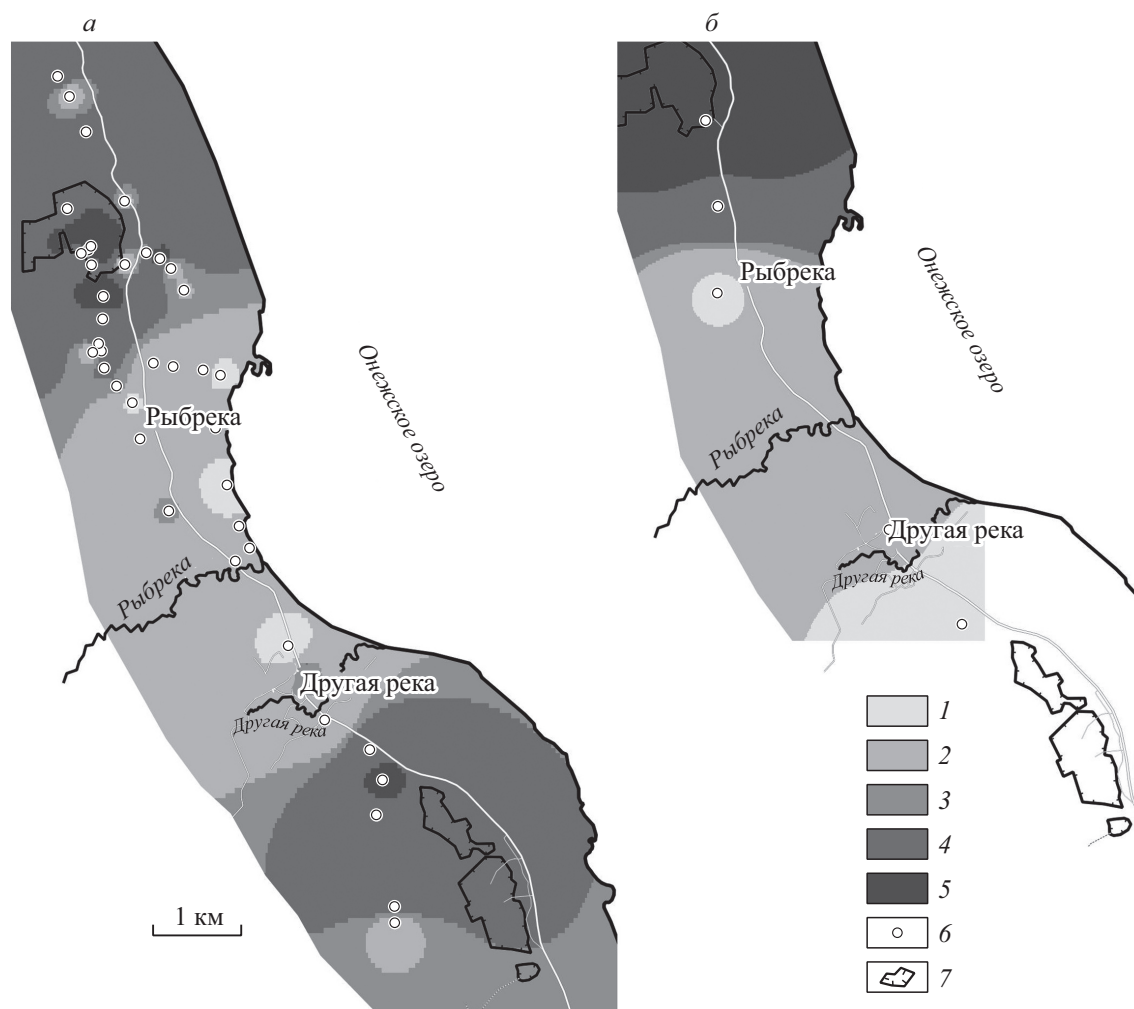 а
б
Рыбрека
Онежское озеро
Рыбрека
Другая река
Другая река
1 км
Рыбрека
Онежское озеро
Рыбрека
Другая река
Другая река
1
2
3
4
5
6
7